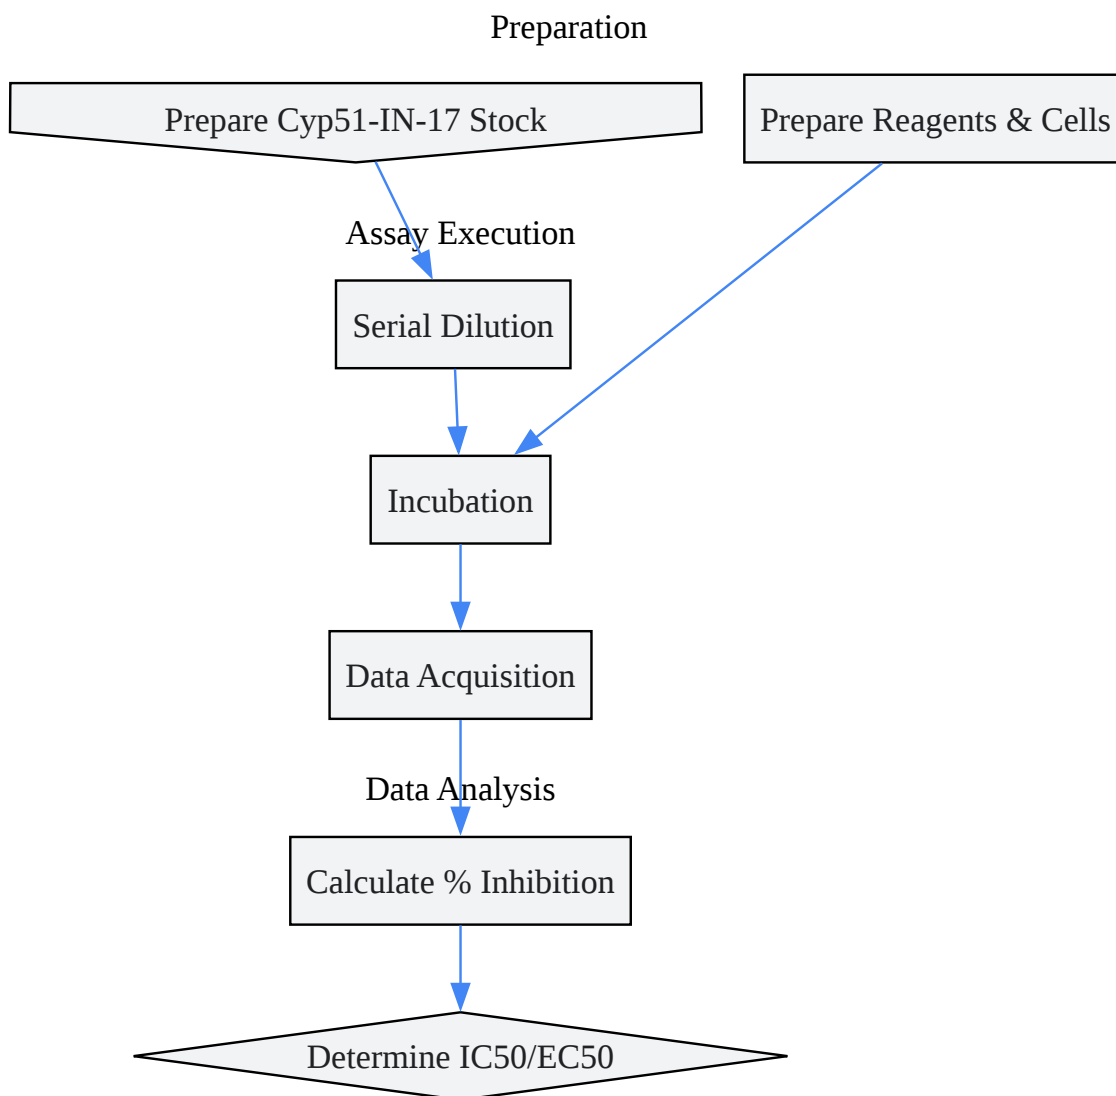 Preparation
Prepare Cyp51-IN-17 Stock
Prepare Reagents & Cells
Assay Execution
Serial Dilution
Incubation
Data Acquisition
Data Analysis
Calculate % Inhibition
Determine IC50/EC50